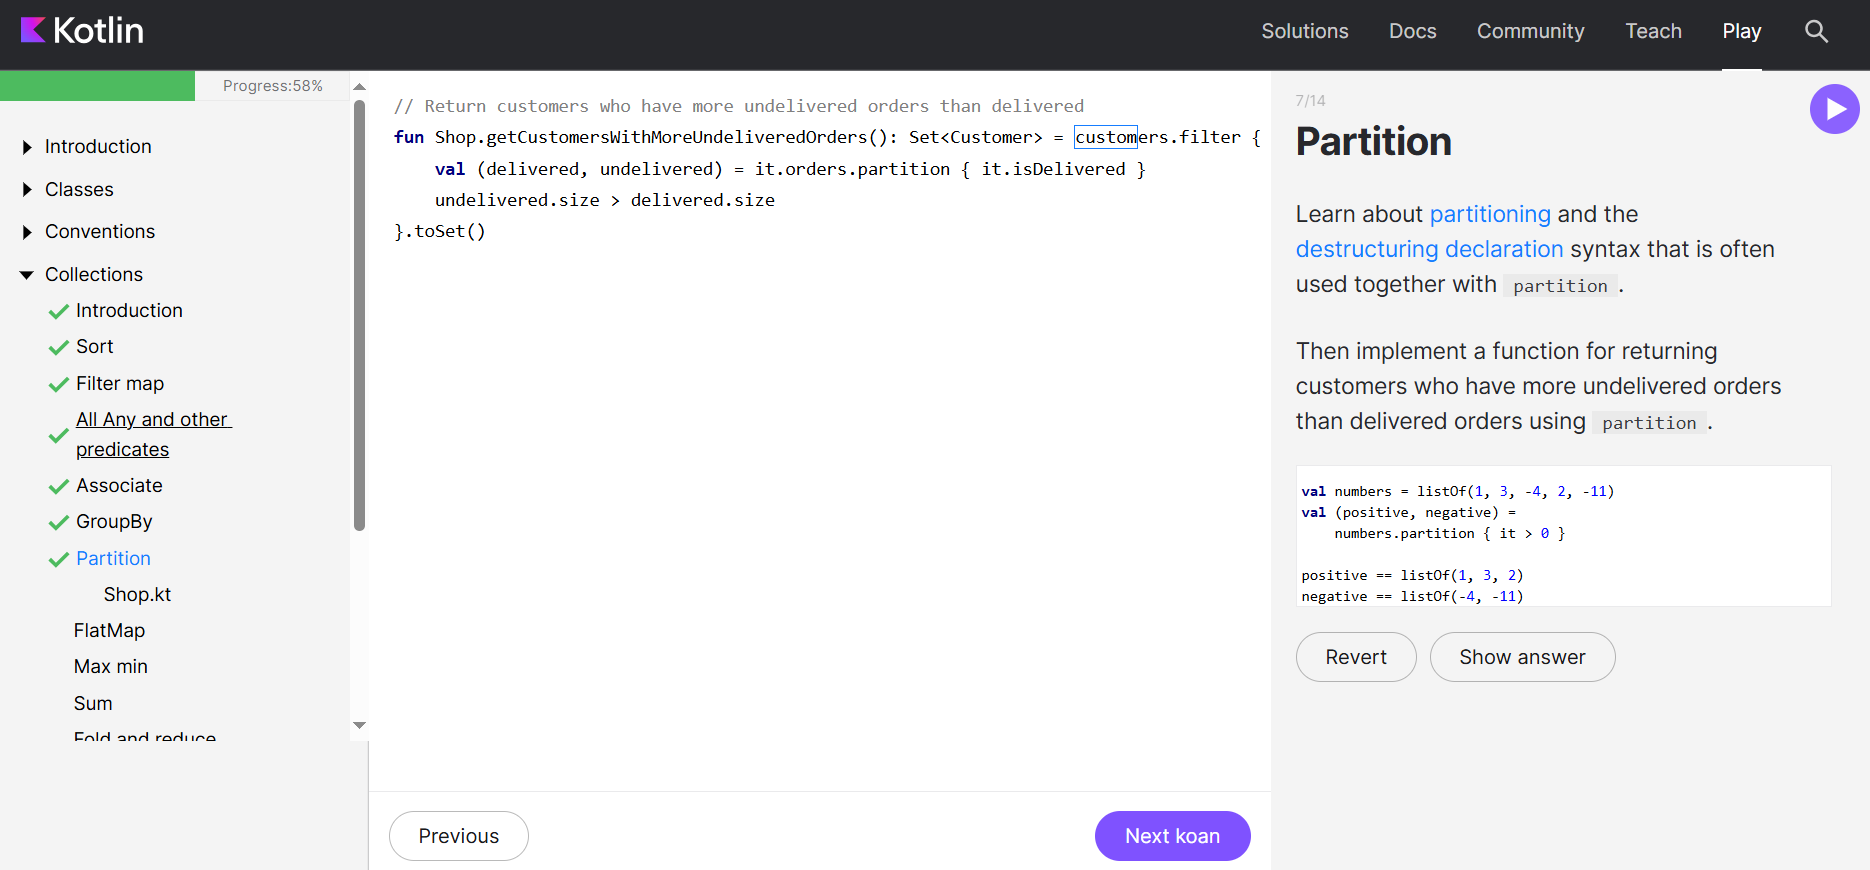 Kotlin
Solutions Docs Community Teach Play
Progress:58%
Introduction
Classes
Conventions
Collections
Introduction
Sort
Filter map
All Any and other
predicates
Associate
GroupBy
Partition
Shop.kt
FlatMap
Max min
Sum
Fold and reduce
// Return customers who have more undelivered orders than delivered
fun Shop.getCustomersWithMoreUndeliveredOrders(): Set<Customer> = customers.filter {
    val (delivered, undelivered) = it.orders.partition { it.isDelivered }
    undelivered.size > delivered.size
}.toSet()
Previous
Next koan
7/14
Partition
Learn about partitioning and the
destructuring declaration syntax that is often
used together with partition .
Then implement a function for returning
customers who have more undelivered orders
than delivered orders using partition .
val numbers = listOf(1, 3, -4, 2, -11)
val (positive, negative) =
    numbers.partition { it > 0 }
positive == listOf(1, 3, 2)
negative == listOf(-4, -11)
Revert
Show answer